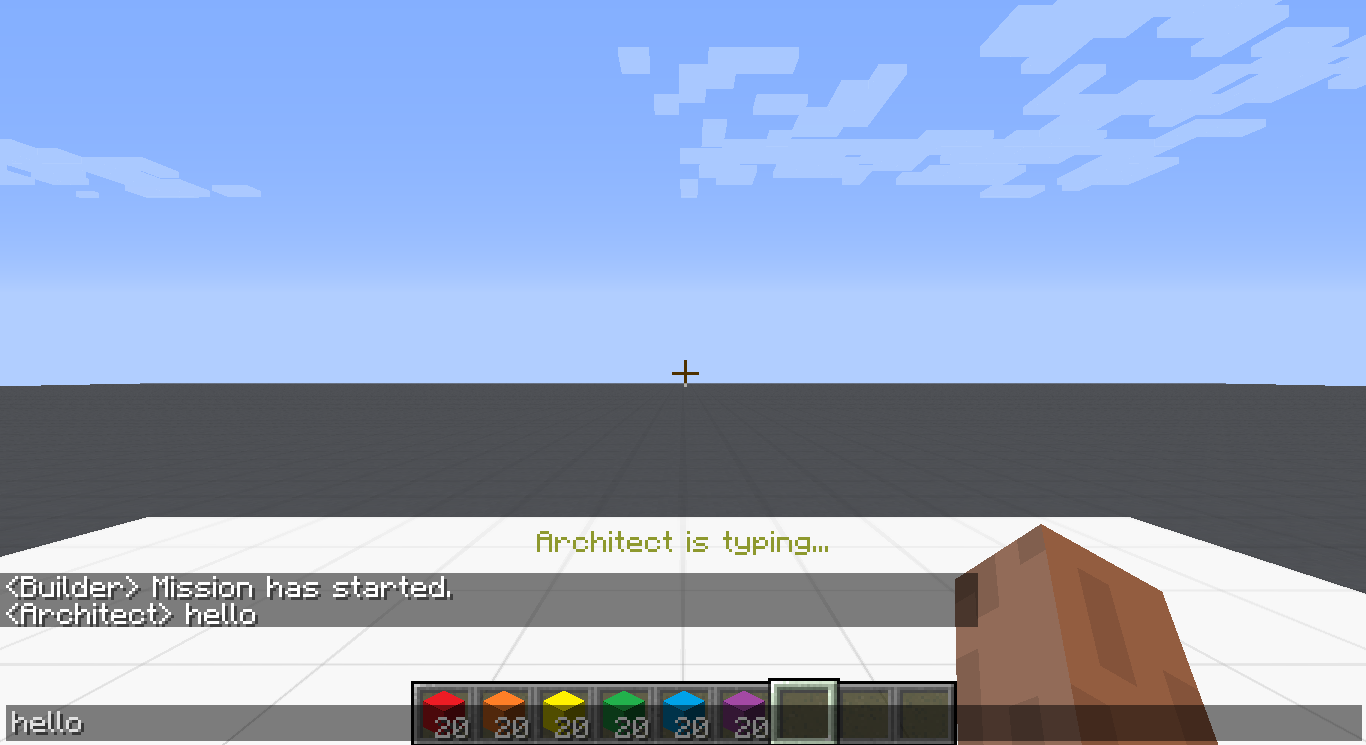 Architect is typing...
<Builder> Mission has started.
<Architect> hello
20 20 20 20 20 20
hello